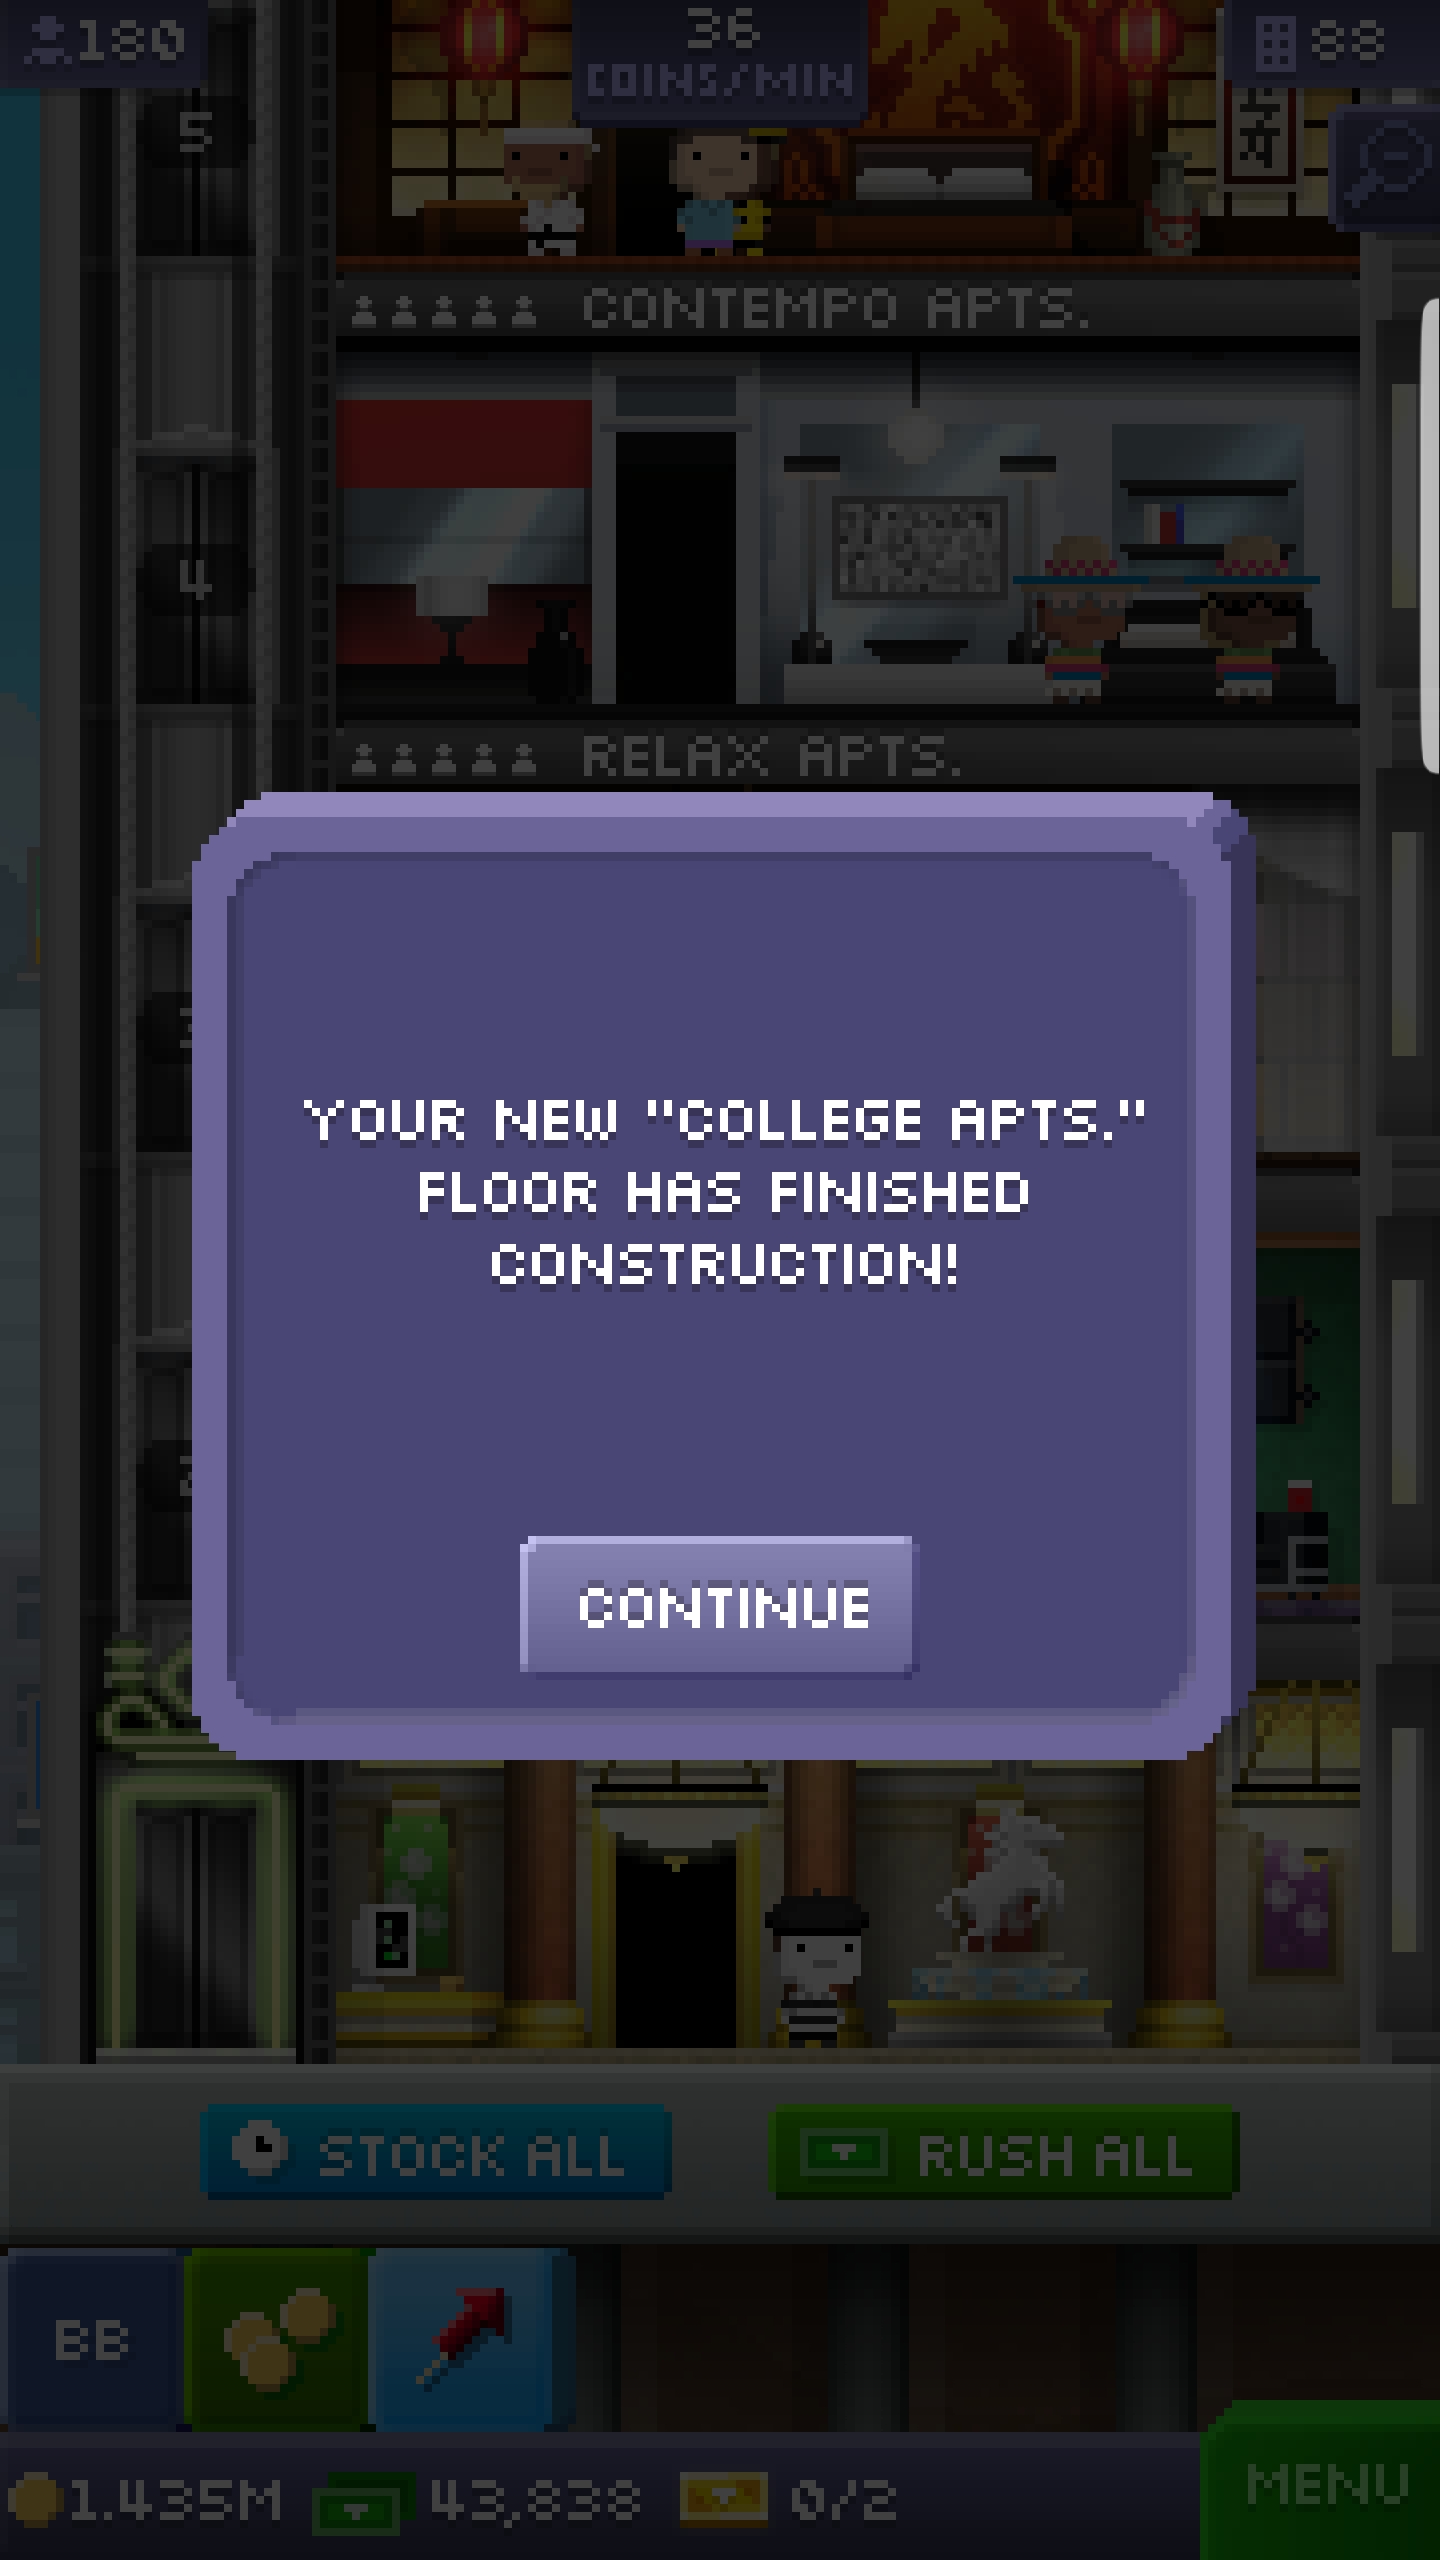 180
36
COINS/MIN
88
5
CONTEMPO APTS.
4
RELAX APTS.
YOUR NEW "COLLEGE APTS."
FLOOR HAS FINISHED
CONSTRUCTION!
CONTINUE
STOCK ALL
RUSH ALL
BB
1.435M
43,838
0/2
MENU